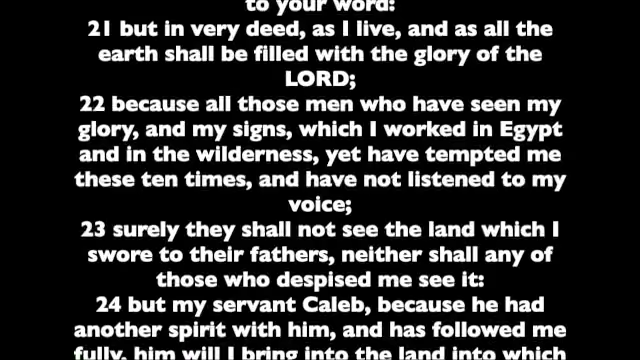 to your word:
21 but in very deed, as I live, and as all the
earth shall be filled with the glory of the
LORD;
22 because all those men who have seen my
glory, and my signs, which I worked in Egypt
and in the wilderness, yet have tempted me
these ten times, and have not listened to my
voice;
23 surely they shall not see the land which I
swore to their fathers, neither shall any of
those who despised me see it:
24 but my servant Caleb, because he had
another spirit with him, and has followed me
fully, him will I bring into the land into which